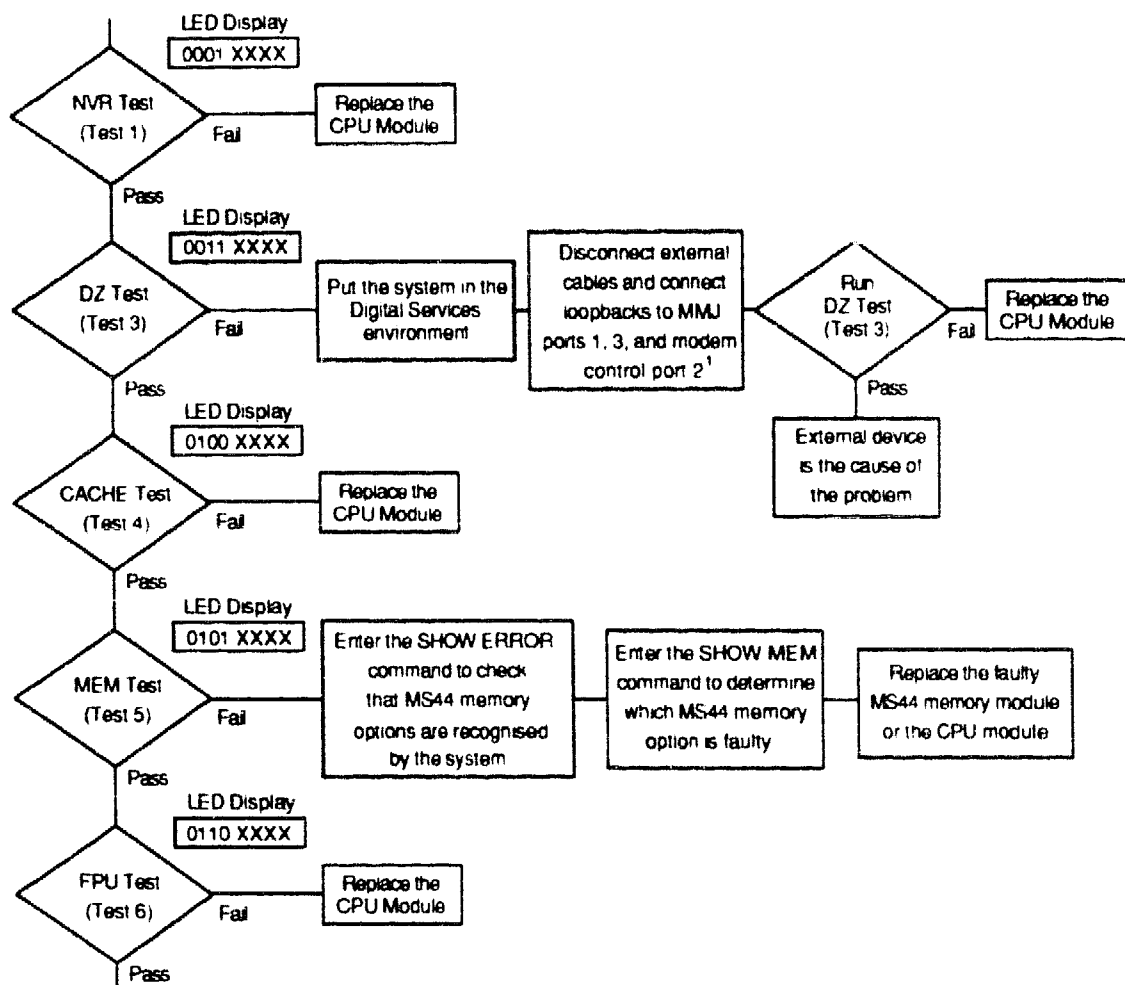 LED Display
0001 XXXX
NVR Test
(Test 1)
Fail
Replace the
CPU Module
Pass
LED Display
0011 XXXX
DZ Test
(Test 3)
Fail
Put the system in the
Digital Services
environment
Disconnect external
cables and connect
loopbacks to MMJ
ports 1, 3, and modem
control port 2¹
Run
DZ Test
(Test 3)
Fail
Replace the
CPU Module
Pass
External device
is the cause of
the problem
Pass
LED Display
0100 XXXX
CACHE Test
(Test 4)
Fail
Replace the
CPU Module
Pass
LED Display
0101 XXXX
MEM Test
(Test 5)
Fail
Enter the SHOW ERROR
command to check
that MS44 memory
options are recognised
by the system
Enter the SHOW MEM
command to determine
which MS44 memory
option is faulty
Replace the faulty
MS44 memory module
or the CPU module
Pass
LED Display
0110 XXXX
FPU Test
(Test 6)
Fail
Replace the
CPU Module
Pass